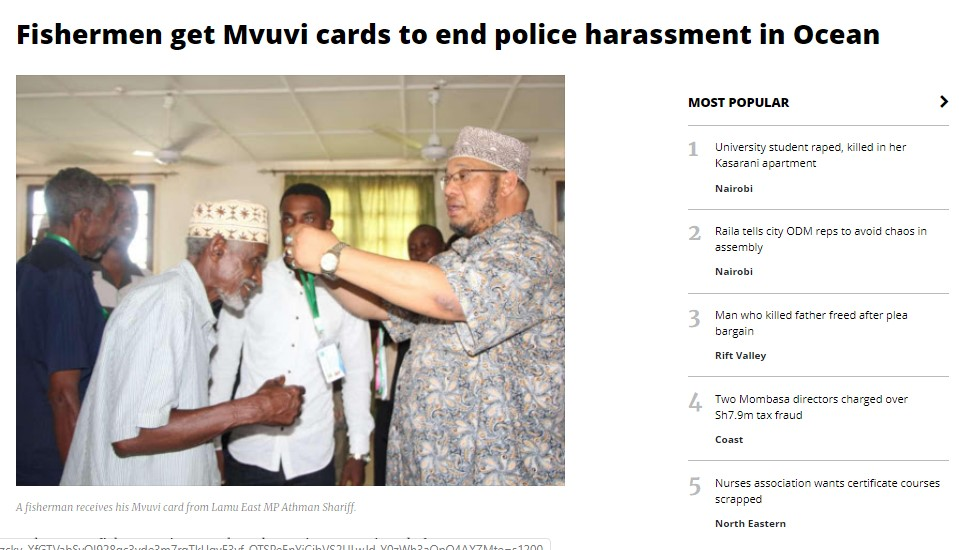 Fishermen get Mvuvi cards to end police harassment in Ocean
A fisherman receives his Mvuvi card from Lamu East MP Athman Shariff.
MOST POPULAR
1
University student raped, killed in her
Kasarani apartment
Nairobi
2
Raila tells city ODM reps to avoid chaos in
assembly
Nairobi
3
Man who killed father freed after plea
bargain
Rift Valley
4
Two Mombasa directors charged over
Sh7.9m tax fraud
Coast
5
Nurses association wants certificate courses
scrapped
North Eastern